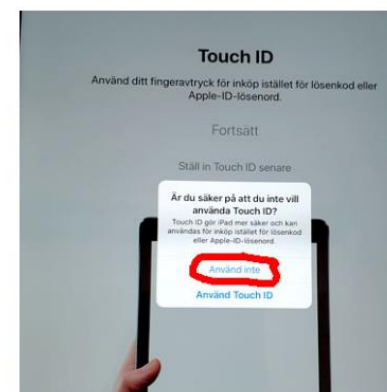 Touch ID
Använd ditt fingeravtryck för inköp istället för lösenkod eller
Apple-ID-lösenord.
Fortsätt
Ställ in Touch ID senare
Är du säker på att du inte vill
använda Touch ID?
Touch ID gör iPad mer säker och kan
användas för inköp istället för lösenkod
eller Apple-ID-lösenord.
Använd inte
Använd Touch ID